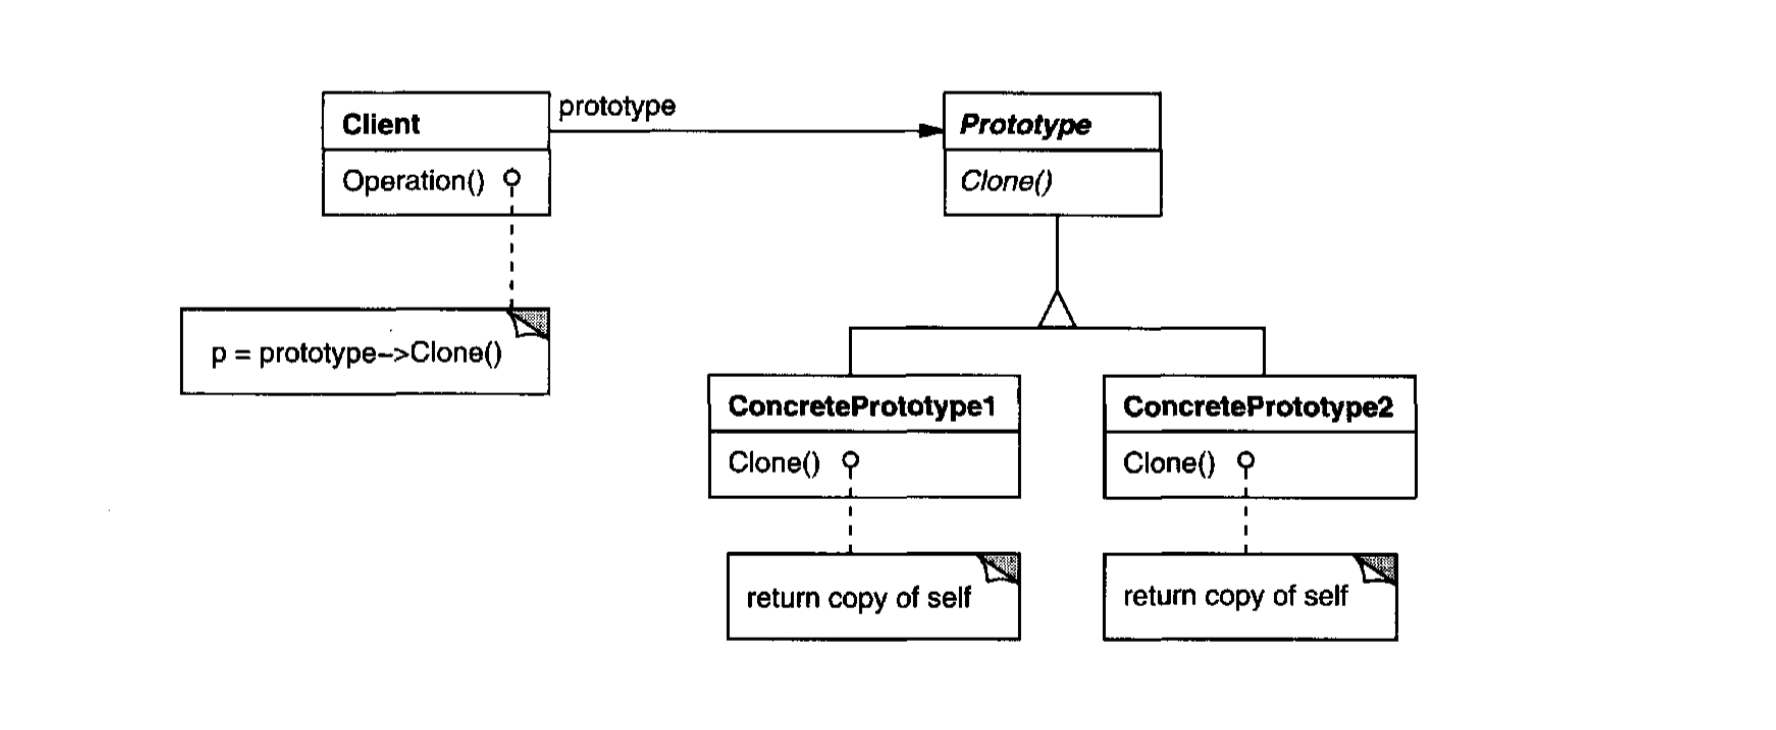 Client
Operation()
prototype
Prototype
Clone()
p = prototype->Clone()
ConcretePrototype1
Clone()
return copy of self
ConcretePrototype2
Clone()
return copy of self